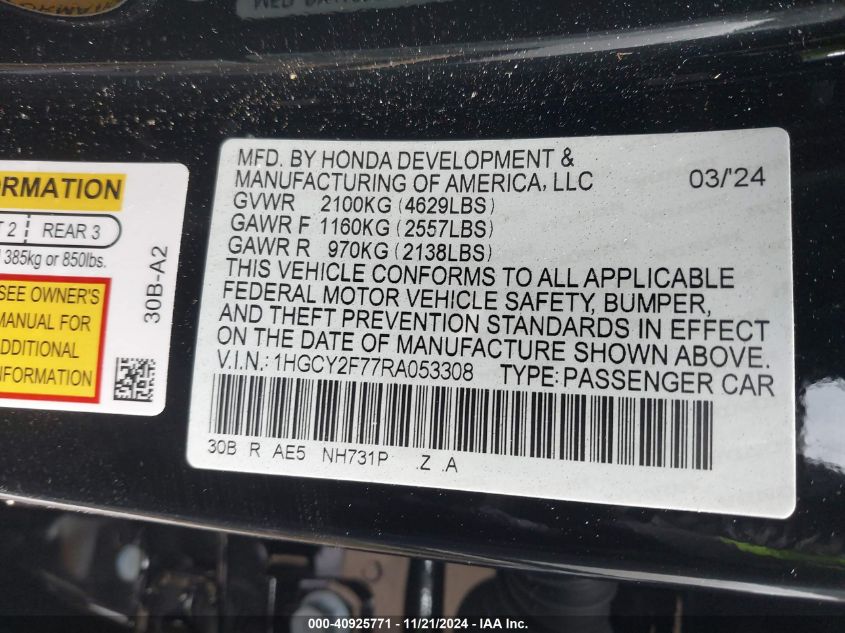 ORMATION
2 REAR 3
385kg or 850lbs.
SEE OWNER'S
MANUAL FOR
ADDITIONAL
INFORMATION
30B-A2
MFD. BY HONDA DEVELOPMENT &
MANUFACTURING OF AMERICA, LLC 03/'24
GVWR 2100KG (4629LBS)
GAWR F 1160KG (2557LBS)
GAWR R 970KG (2138LBS)
THIS VEHICLE CONFORMS TO ALL APPLICABLE
FEDERAL MOTOR VEHICLE SAFETY, BUMPER,
AND THEFT PREVENTION STANDARDS IN EFFECT
ON THE DATE OF MANUFACTURE SHOWN ABOVE.
V.I.N.: 1HGCY2F77RA053308 TYPE: PASSENGER CAR
30B R AE5 NH731P .Z .A
000-40925771 - 11/21/2024 - IAA Inc.